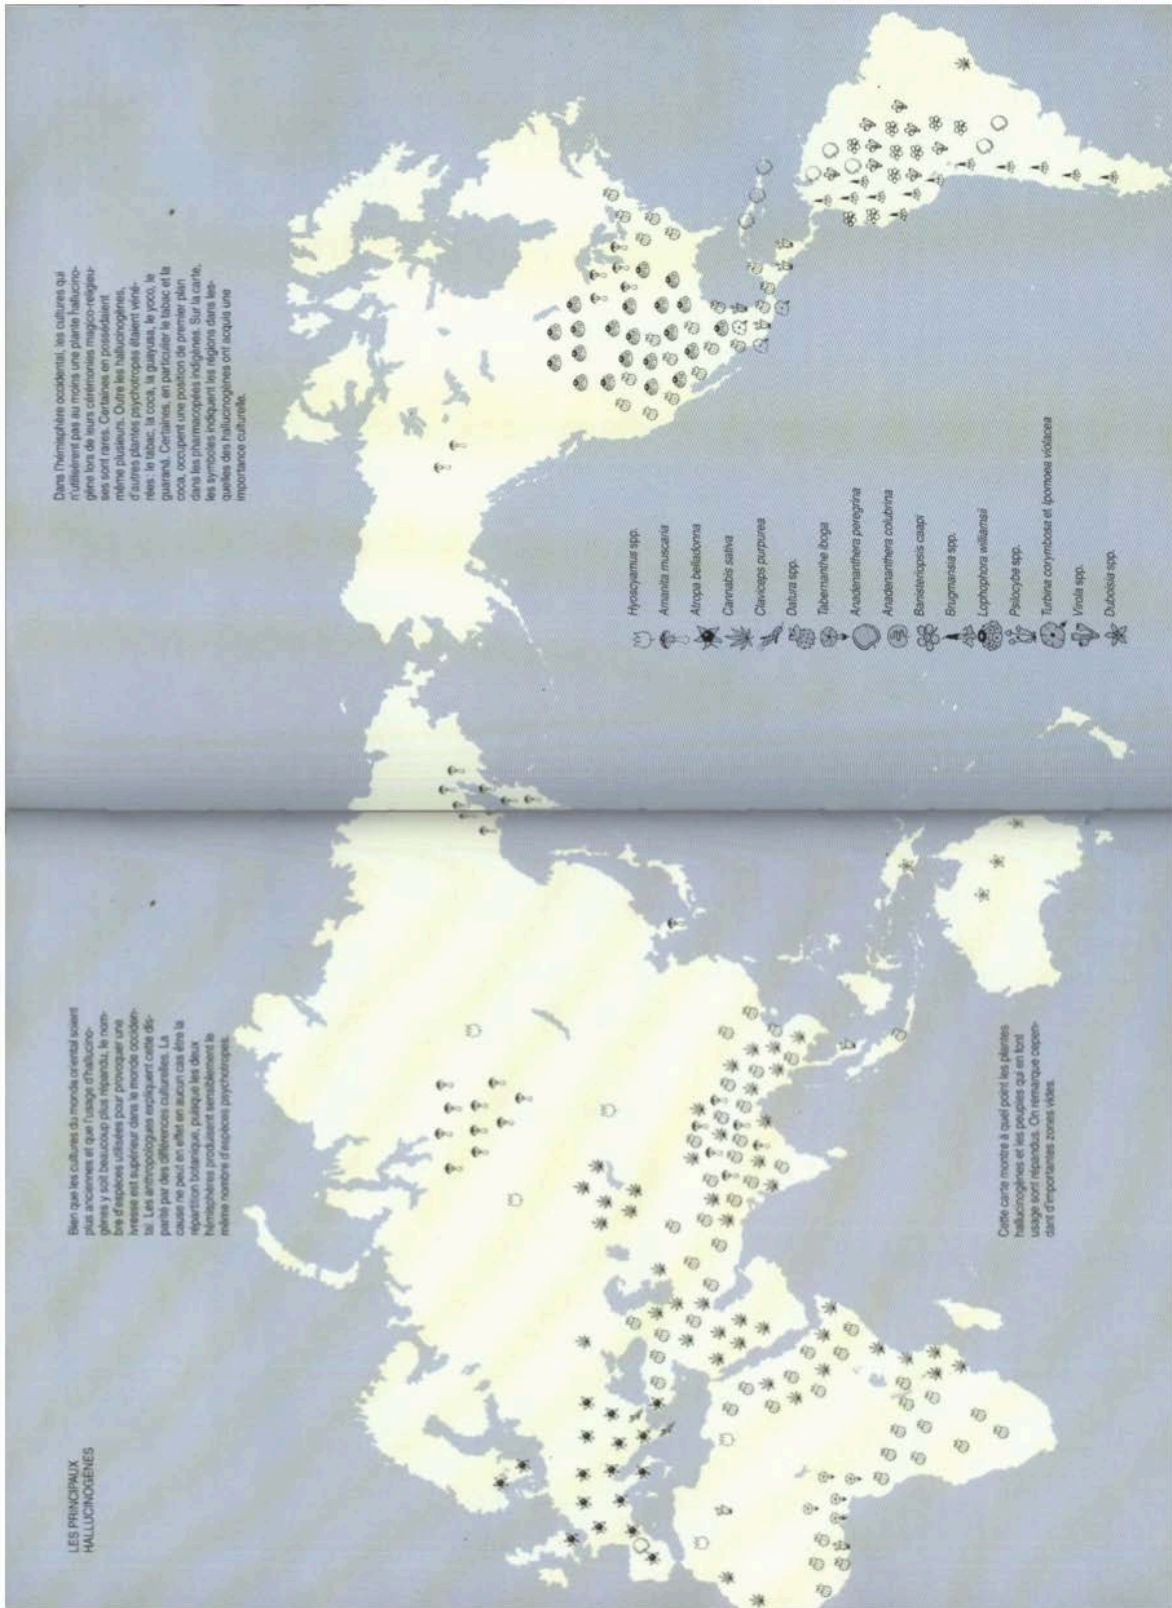 LES PRINCIPAUX
HALLUCINOGÈNES
Bien que les cultures du monde oriental soient
plus anciennes et que l'usage d'hallucino-
gènes y soit beaucoup plus répandu, le nom-
bre d'espèces utilisées pour provoquer une
ivresse est supérieur dans le monde occiden-
tal. Les anthropologues expliquent cette dis-
parité par des différences culturelles. La
cause ne peut en effet en aucun cas être la
répartition botanique, puisque les deux
hémisphères produisent sensiblement le
même nombre d'espèces psychotropes.
Cette carte montre à quel point les plantes
hallucinogènes et les peuples qui en font
usage sont répandus. On remarque cepen-
dant d'importantes zones vides.
Dans l'hémisphère occidental, les cultures qui
n'utilisèrent pas au moins une plante hallucino-
gène lors de leurs cérémonies magico-religieu-
ses sont rares. Certaines en possédaient
même plusieurs. Outre les hallucinogènes,
d'autres plantes psychotropes étaient véné-
rées : le tabac, la coca, la guayusa, le yoco, le
guaraná. Certaines, en particulier le tabac et la
coca, occupent une position de premier plan
dans les pharmacopées indigènes. Sur la carte,
les symboles indiquent les régions dans les-
quelles des hallucinogènes ont acquis une
importance culturelle.
Hyoscyamus spp.
Amanita muscaria
Atropa belladonna
Cannabis sativa
Claviceps purpurea
Datura spp.
Tabernanthe iboga
Anadenanthera peregrina
Anadenanthera colubrina
Banisteriopsis caapi
Brugmansia spp.
Lophophora williamsii
Psilocybe spp.
Turbina corymbosa et Ipomoea violacea
Virola spp.
Duboisia spp.